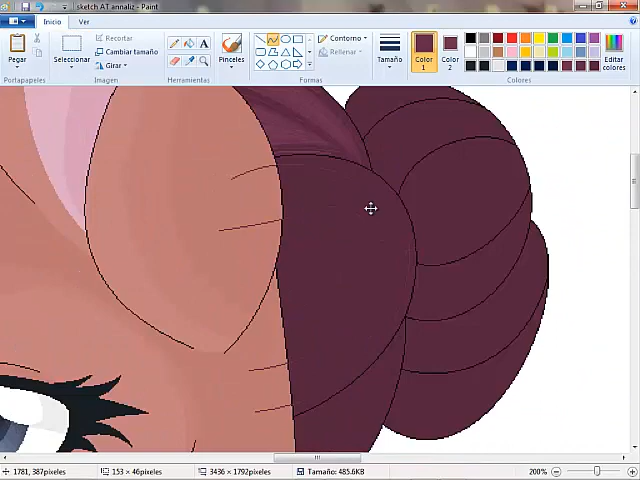 sketch AT annaliz - Paint
Inicio
Ver
Pegar
Seleccionar
Recortar
Cambiar tamaño
Girar
A
Pinceles
Contorno
Rellenar
Tamaño
Color
1
Color
2
Editar
colores
Portapapeles
Imagen
Herramientas
Formas
Colores
1781, 387píxeles
153 × 46píxeles
3436 × 1792píxeles
Tamaño: 485.6KB
200%